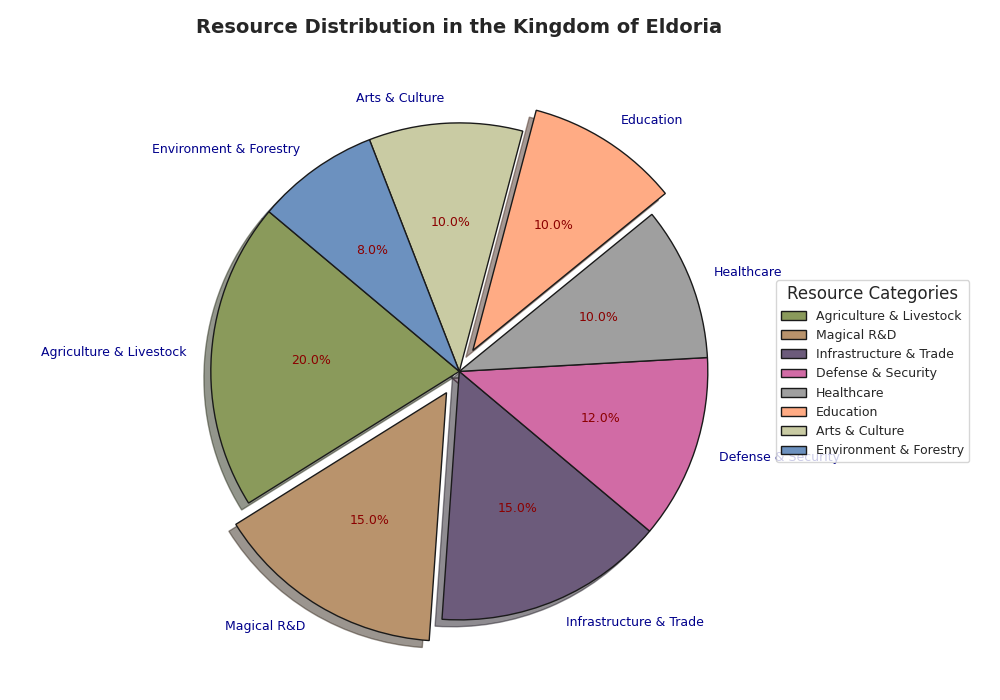 Resource Distribution in the Kingdom of Eldoria
Arts & Culture
Education
Environment & Forestry
10.0%
10.0%
8.0%
Healthcare
Resource Categories
Agriculture & Livestock
Magical R&D
Infrastructure & Trade
Defense & Security
Healthcare
Education
Arts & Culture
Environment & Forestry
10.0%
Agriculture & Livestock
20.0%
12.0%
Defense & Security
15.0%
15.0%
Magical R&D
Infrastructure & Trade